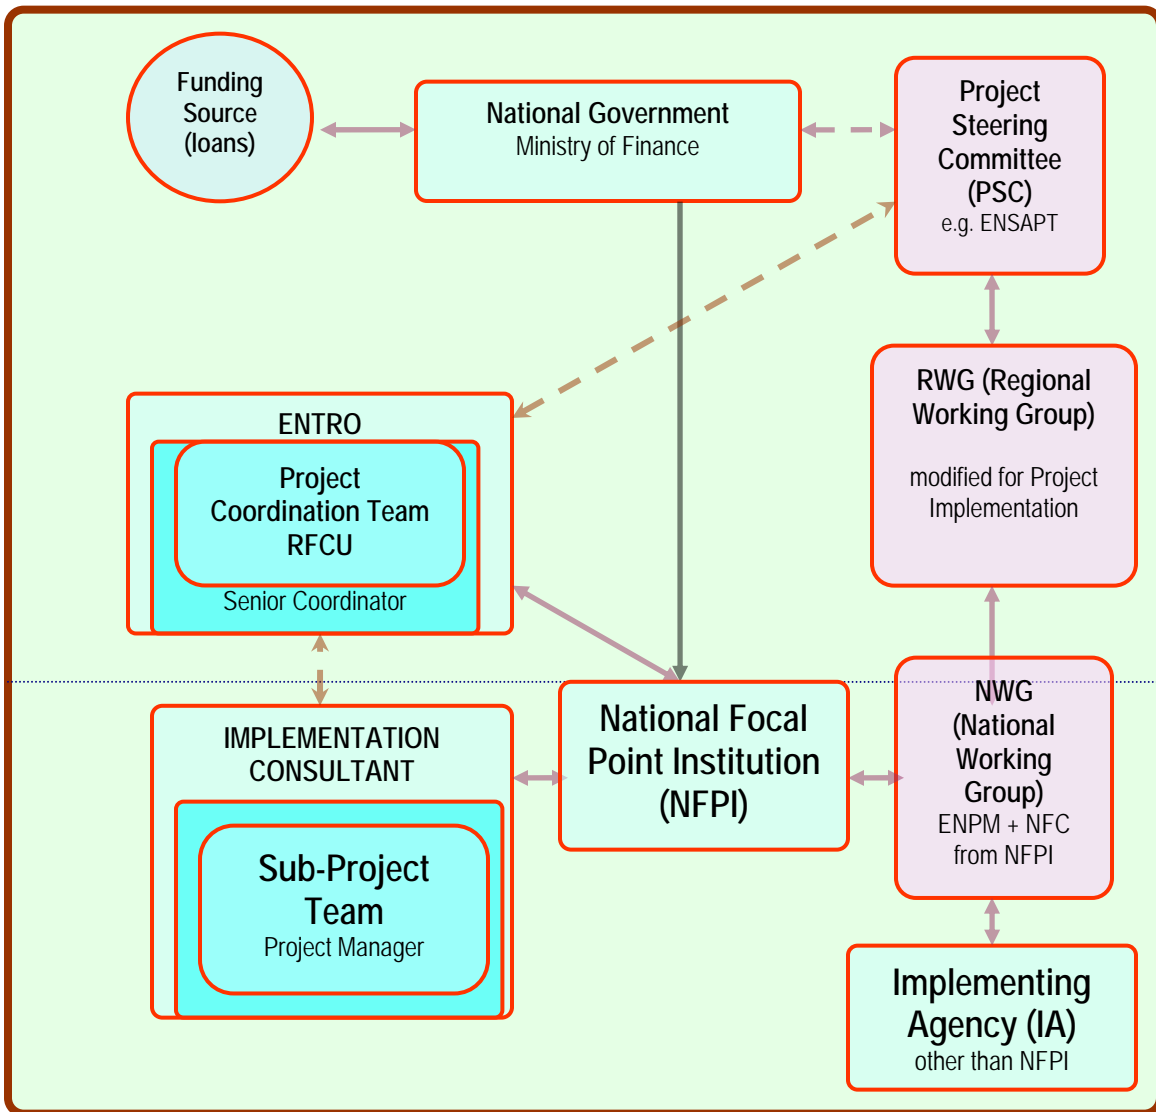 Funding
Source
(loans)
National Government
Ministry of Finance
Project
Steering
Committee
(PSC)
e.g. ENSAPT
RWG (Regional
Working Group)
modified for Project
Implementation
ENTRO
Project
Coordination Team
RFCU
Senior Coordinator
IMPLEMENTATION
CONSULTANT
Sub-Project
Team
Project Manager
National Focal
Point Institution
(NFPI)
NWG
(National
Working
Group)
ENPM + NFC
from NFPI
Implementing
Agency (IA)
other than NFPI